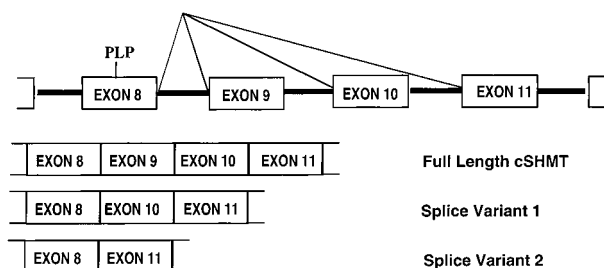 PLP
EXON 8 EXON 9 EXON 10 EXON 11
EXON 8 EXON 9 EXON 10 EXON 11 Full Length cSHMT
EXON 8 EXON 10 EXON 11 Splice Variant 1
EXON 8 EXON 11 Splice Variant 2